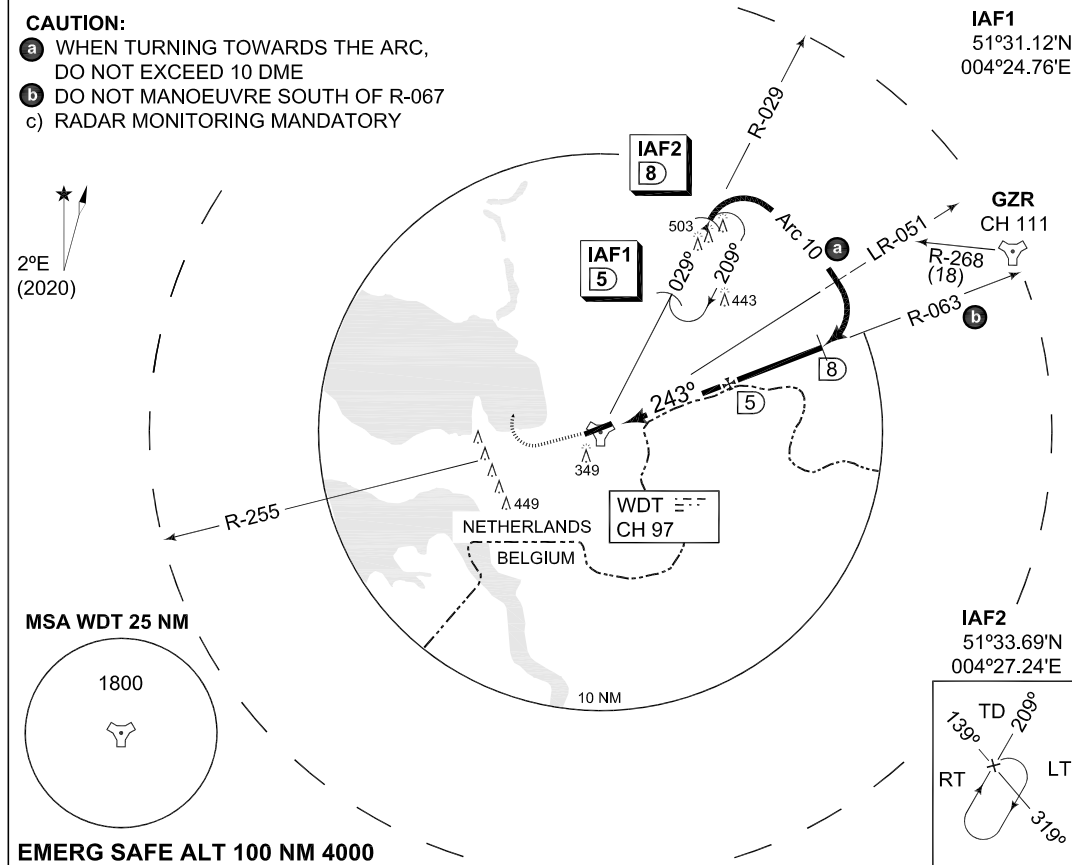 CAUTION:
a WHEN TURNING TOWARDS THE ARC,
DO NOT EXCEED 10 DME
b DO NOT MANOEUVRE SOUTH OF R-067
c) RADAR MONITORING MANDATORY
IAF1
51º31.12'N
004º24.76'E
2ºE
(2020)
R-029
IAF2
8
503
Arc 10
a
LR-051
GZR
CH 111
R-268
(18)
R-063
b
IAF1
5
029º
209º
443
8
5
243º
349
449
R-255
WDT
CH 97
NETHERLANDS
BELGIUM
10 NM
MSA WDT 25 NM
1800
IAF2
51º33.69'N
004º27.24'E
TD
139º
209º
RT
LT
319º
EMERG SAFE ALT 100 NM 4000